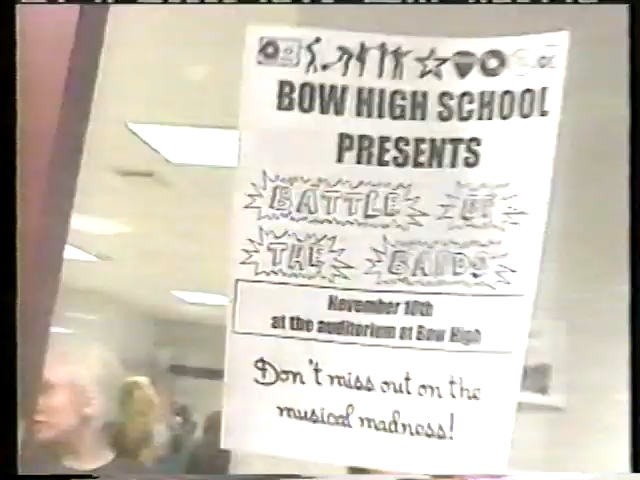 BOW HIGH SCHOOL
PRESENTS
BATTLE OF
THE BANDS
November 10th
at the auditorium at Bow High
Don't miss out on the
musical madness!